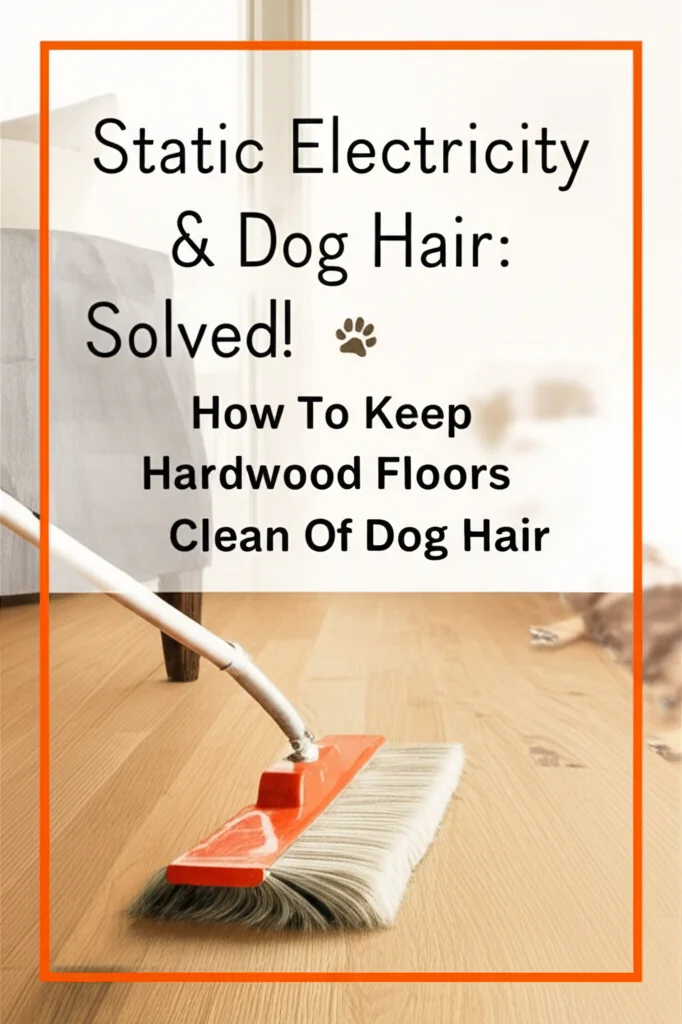 Static Electricity
& Dog Hair:
Solved!
How To Keep
Hardwood Floors
Clean Of Dog Hair